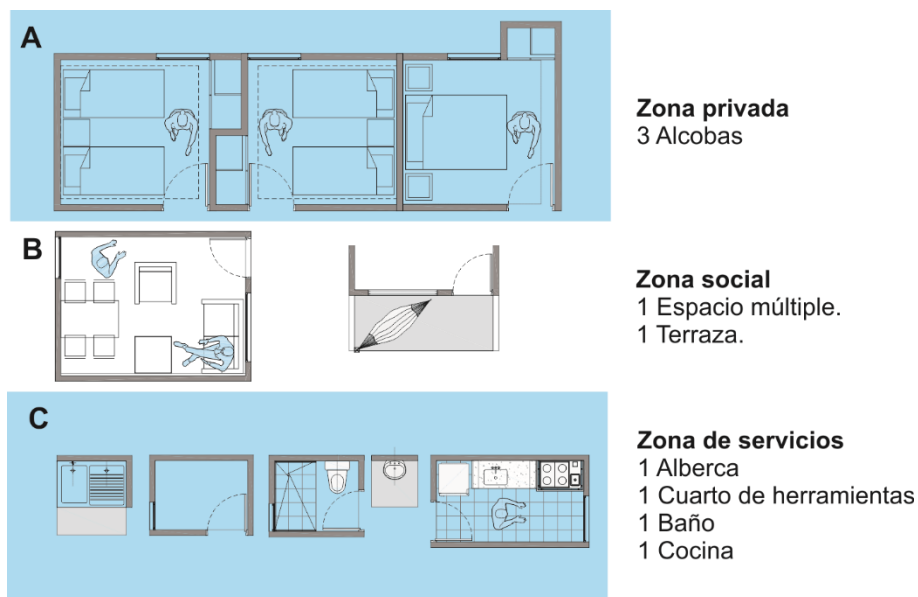 A
Zona privada
3 Alcobas
B
Zona social
1 Espacio múltiple.
1 Terraza.
C
Zona de servicios
1 Alberca
1 Cuarto de herramientas
1 Baño
1 Cocina